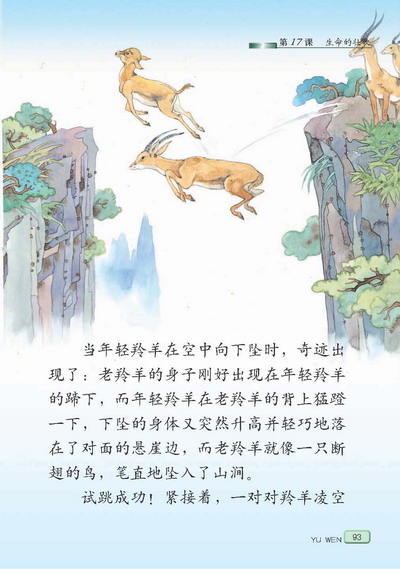 第17课 生命的壮歌
当年轻羚羊在空中向下坠时，奇迹出
现了：老羚羊的身子刚好出现在年轻羚羊
的蹄下，而年轻羚羊在老羚羊的背上猛蹬
一下，下坠的身体又突然升高并轻巧地落
在了对面的悬崖边，而老羚羊就像一只断
翅的鸟，笔直地坠入了山涧。
试跳成功！紧接着，一对对羚羊凌空
YU WEN 93